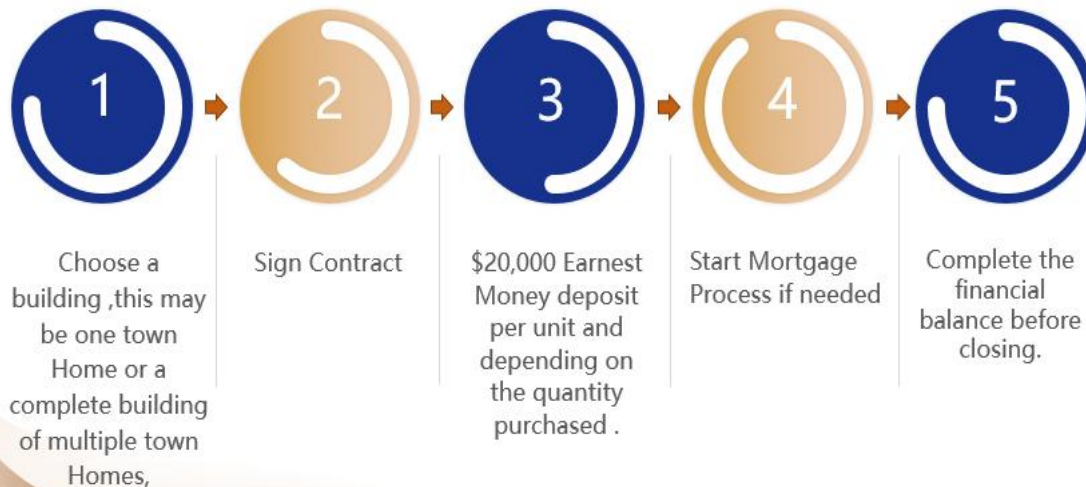 1
2
3
4
5
Choose a
building ,this may
be one town
Home or a
complete building
of multiple town
Homes,
Sign Contract
$20,000 Earnest
Money deposit
per unit and
depending on
the quantity
purchased .
Start Mortgage
Process if needed
Complete the
financial
balance before
closing.